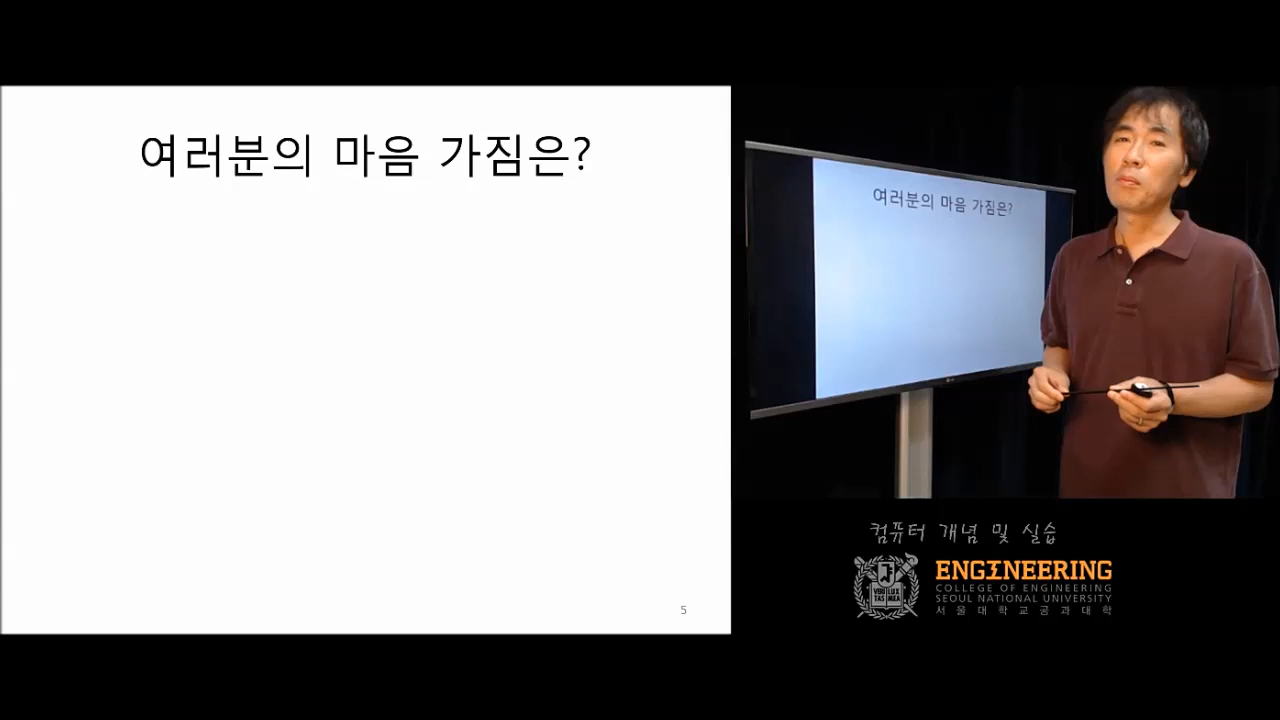 여러분의 마음 가짐은?
5
여러분의 마음 가짐은?
컴퓨터 개념 및 실습
ENGINEERING
COLLEGE OF ENGINEERING
SEOUL NATIONAL UNIVERSITY
서울대학교공과대학